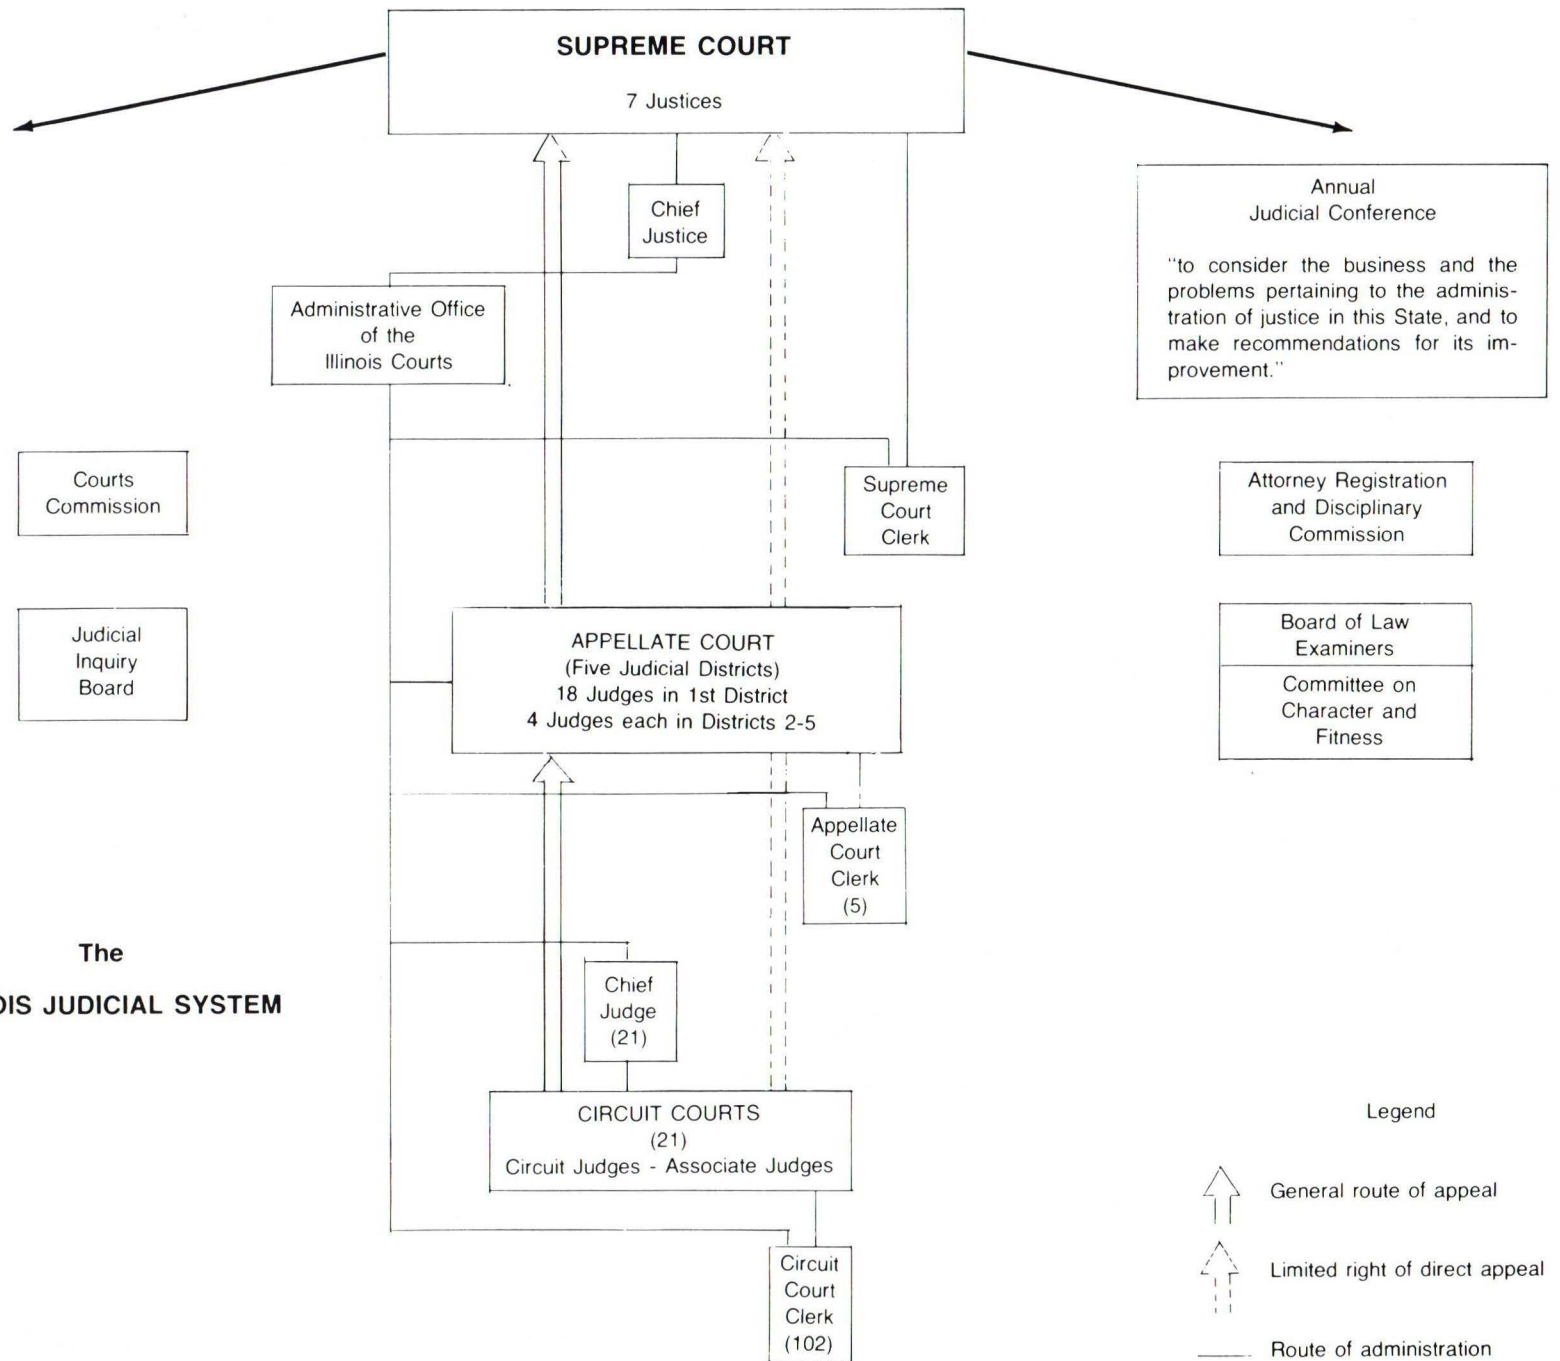 SUPREME COURT
7 Justices
Chief
Justice
Administrative Office
of the
Illinois Courts
Annual
Judicial Conference
"to consider the business and the
problems pertaining to the adminis-
tration of justice in this State, and to
make recommendations for its im-
provement."
Courts
Commission
Supreme
Court
Clerk
Attorney Registration
and Disciplinary
Commission
Judicial
Inquiry
Board
APPELLATE COURT
(Five Judicial Districts)
18 Judges in 1st District
4 Judges each in Districts 2-5
Board of Law
Examiners
Committee on
Character and
Fitness
Appellate
Court
Clerk
(5)
The
OIS JUDICIAL SYSTEM
Chief
Judge
(21)
CIRCUIT COURTS
(21)
Circuit Judges - Associate Judges
Circuit
Court
Clerk
(102)
Legend
General route of appeal
Limited right of direct appeal
Route of administration